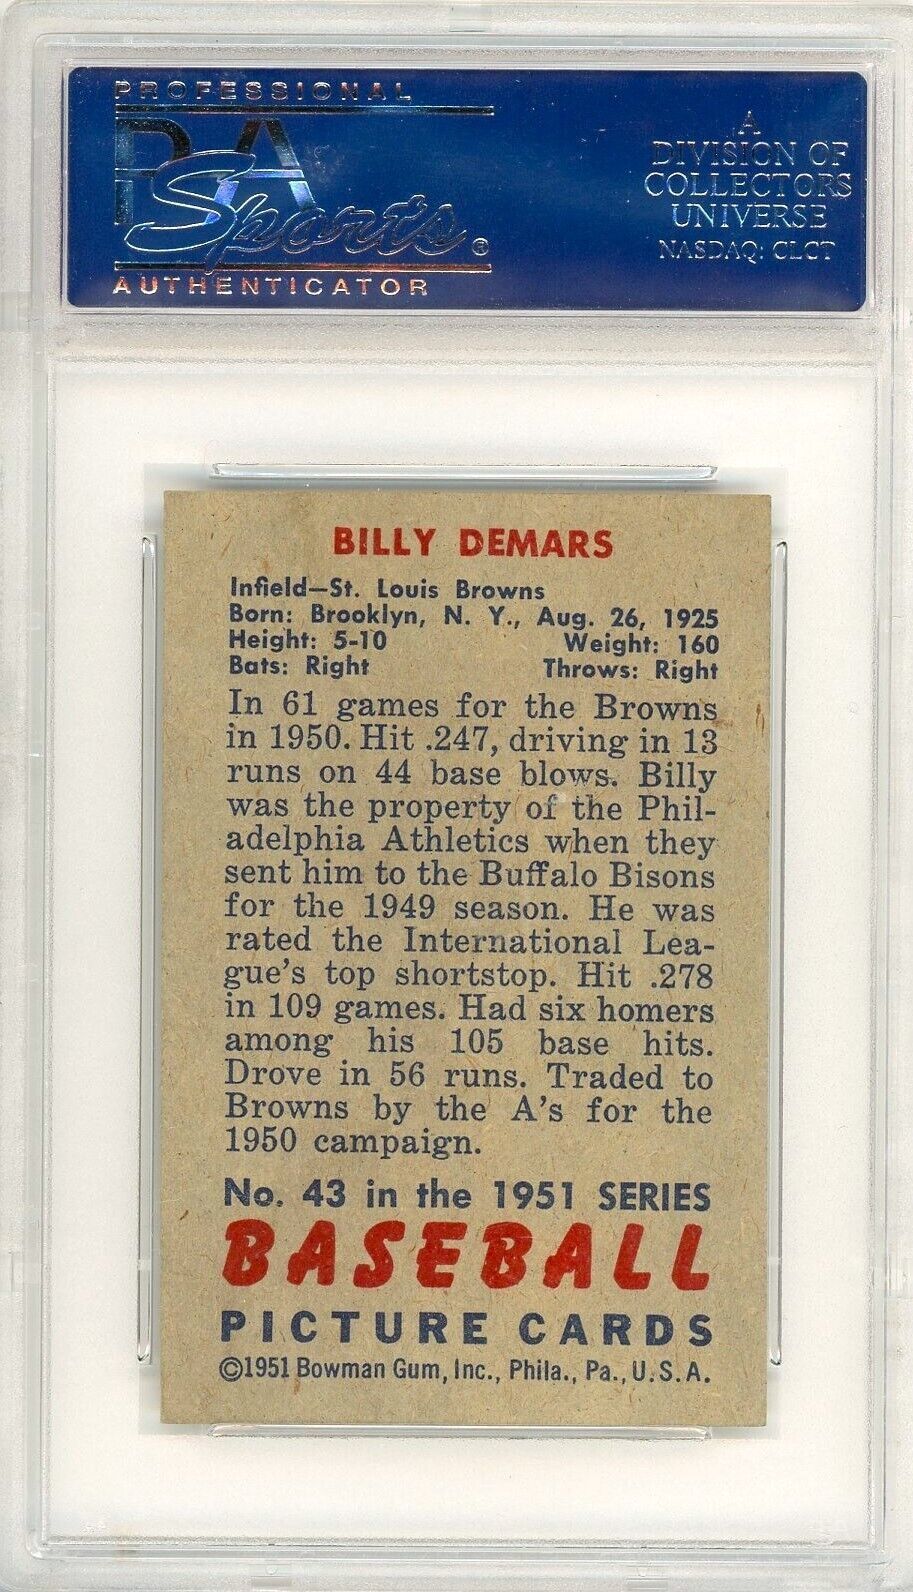 PROFESSIONAL
PSA
Sports®
AUTHENTICATOR
A
DIVISION OF
COLLECTORS
UNIVERSE
NASDAQ: CLCT
BILLY DEMARS
Infield—St. Louis Browns
Born: Brooklyn, N. Y., Aug. 26, 1925
Height: 5-10 Weight: 160
Bats: Right Throws: Right
In 61 games for the Browns
in 1950. Hit .247, driving in 13
runs on 44 base blows. Billy
was the property of the Phil-
adelphia Athletics when they
sent him to the Buffalo Bisons
for the 1949 season. He was
rated the International Lea-
gue's top shortstop. Hit .278
in 109 games. Had six homers
among his 105 base hits.
Drove in 56 runs. Traded to
Browns by the A's for the
1950 campaign.
No. 43 in the 1951 SERIES
BASEBALL
PICTURE CARDS
©1951 Bowman Gum, Inc., Phila., Pa., U.S.A.